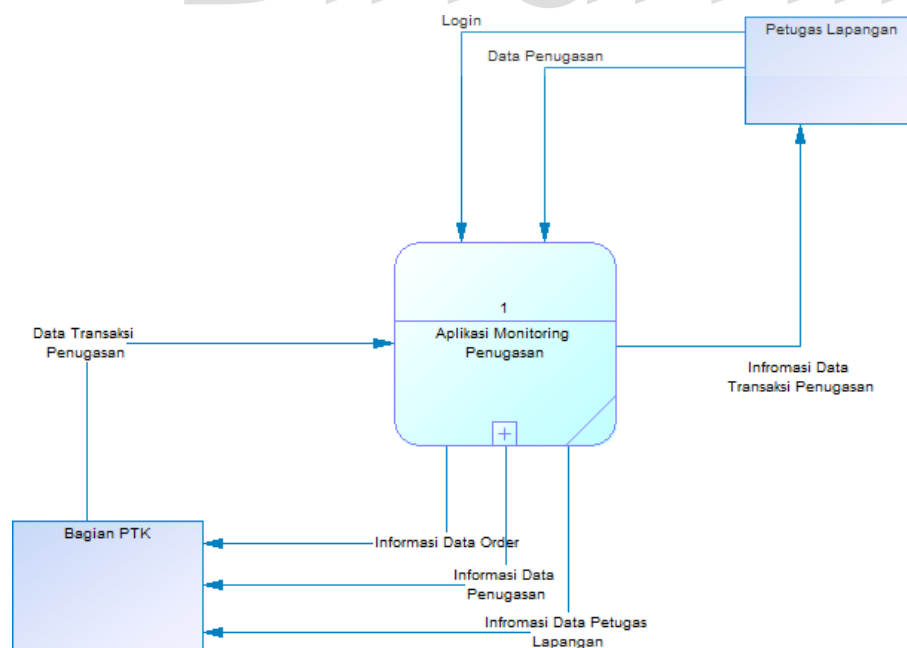 Login
Petugas Lapangan
Data Penugasan
1
Aplikasi Monitoring
Penugasan
Data Transaksi
Penugasan
Infromasi Data
Transaksi Penugasan
Bagian PTK
Informasi Data Order
Informasi Data
Penugasan
Infromasi Data Petugas
Lapangan